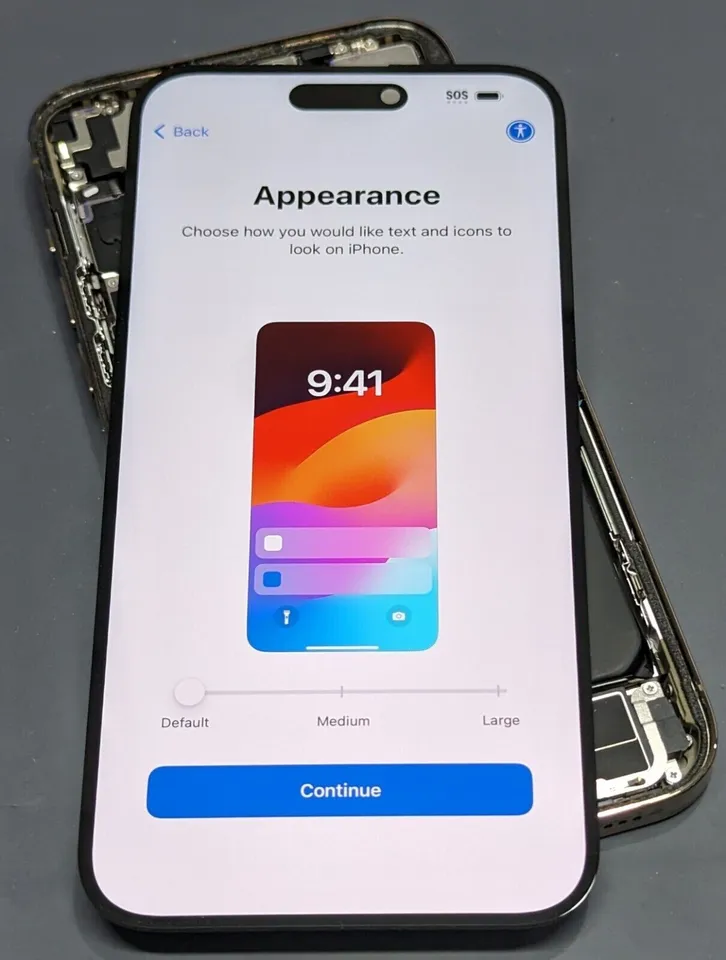 SOS
Back
Appearance
Choose how you would like text and icons to
look on iPhone.
9:41
Default Medium Large
Continue